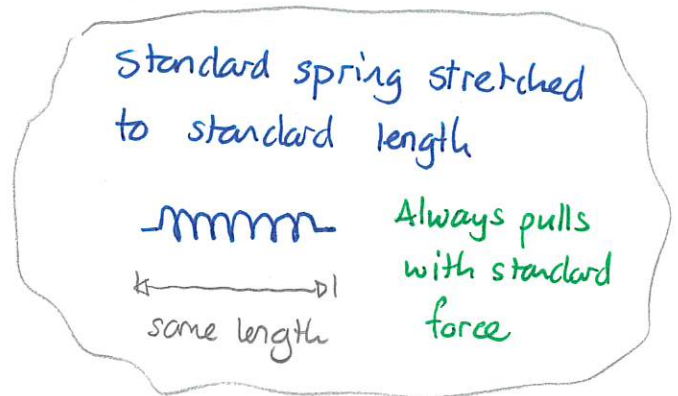 Standard spring stretched
to standard length
Always pulls
with standard
force
same length